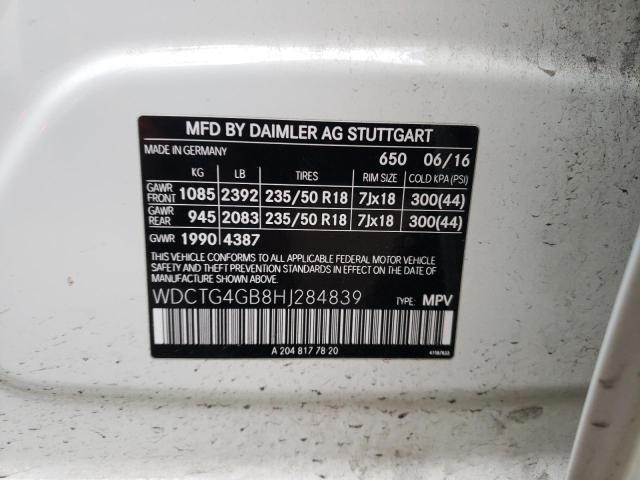 MFD BY DAIMLER AG STUTTGART
MADE IN GERMANY 650 06/16
KG LB TIRES RIM SIZE COLD KPA (PSI)
GAWR FRONT 1085 2392 235/50 R18 7Jx18 300(44)
GAWR REAR 945 2083 235/50 R18 7Jx18 300(44)
GVWR 1990 4387
THIS VEHICLE CONFORMS TO ALL APPLICABLE FEDERAL MOTOR VEHICLE
SAFETY AND THEFT PREVENTION STANDARDS IN EFFECT ON THE DATE
OF MANUFACTURE SHOWN ABOVE.
WDCTG4GB8HJ284839 TYPE: MPV
A 204 817 78 20